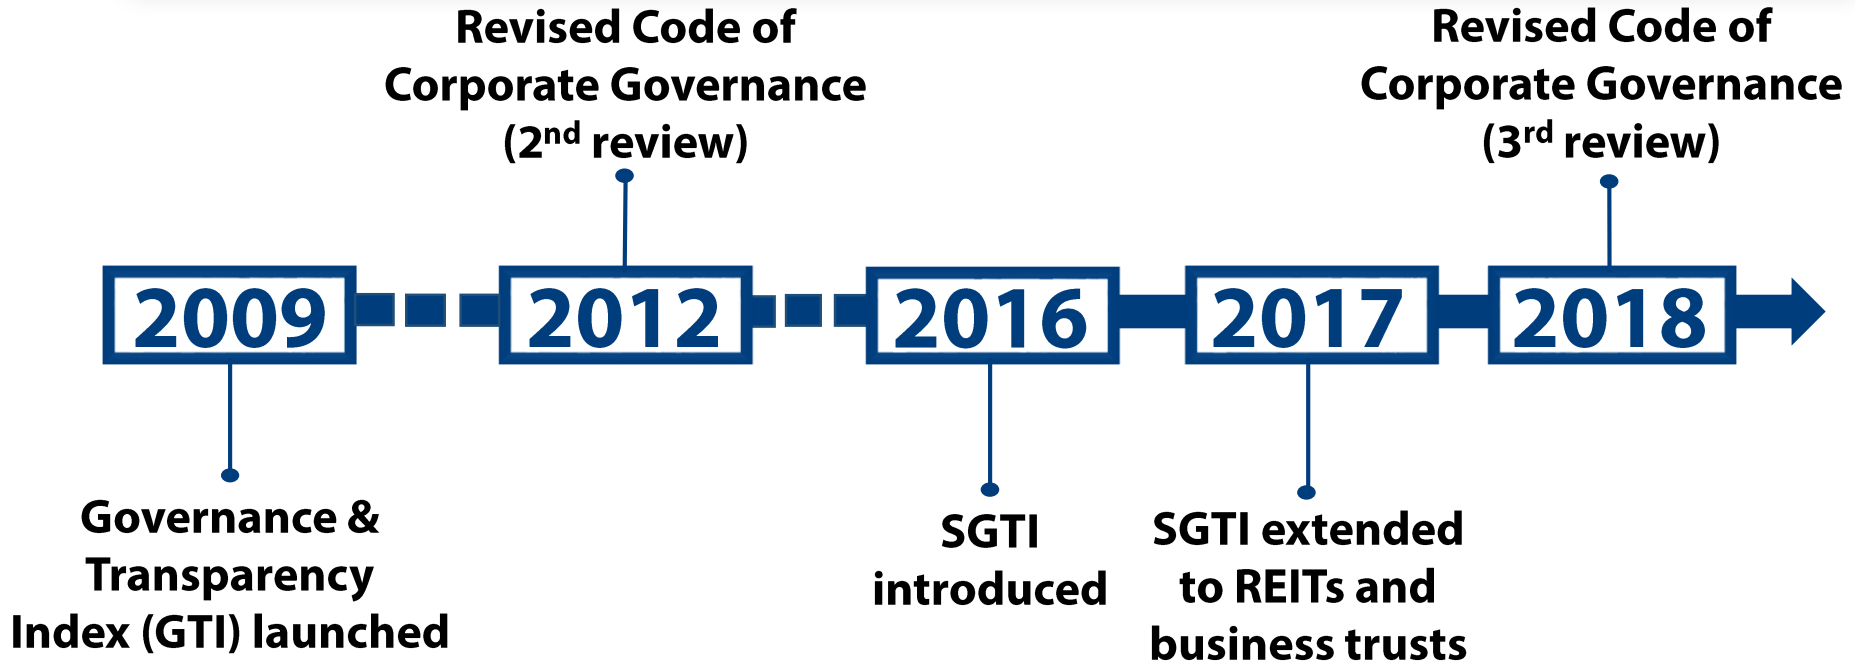 Revised Code of
Corporate Governance
(2nd review)
Revised Code of
Corporate Governance
(3rd review)
2009
2012
2016
2017
2018
Governance &
Transparency
Index (GTI) launched
SGTI
introduced
SGTI extended
to REITs and
business trusts